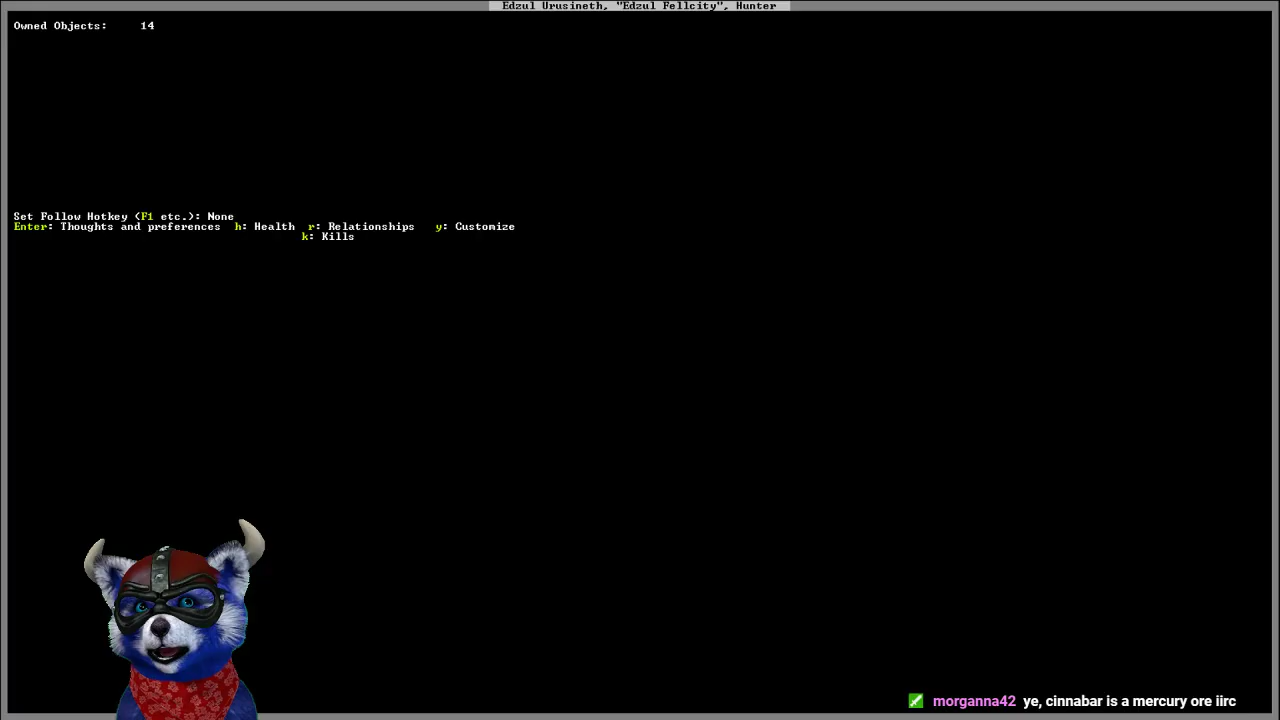 Edzul Urusineth, "Edzul Fellcity", Hunter
Owned Objects: 14
Set Follow Hotkey (F1 etc.): None
Enter: Thoughts and preferences h: Health r: Relationships y: Customize
k: Kills
morganna42 ye, cinnabar is a mercury ore iirc